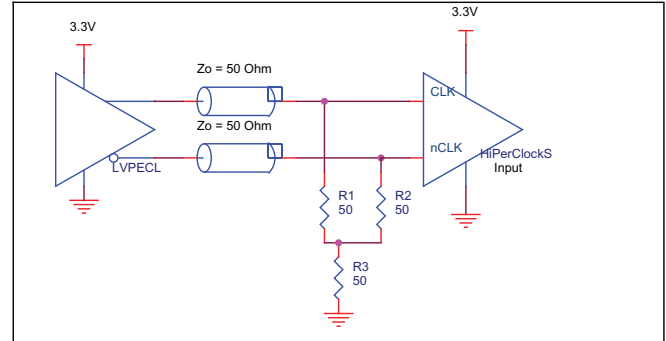 3.3V
3.3V
Zo = 50 Ohm
CLK
Zo = 50 Ohm
nCLK
HiPerClockS
Input
LVPECL
R1
50
R2
50
R3
50